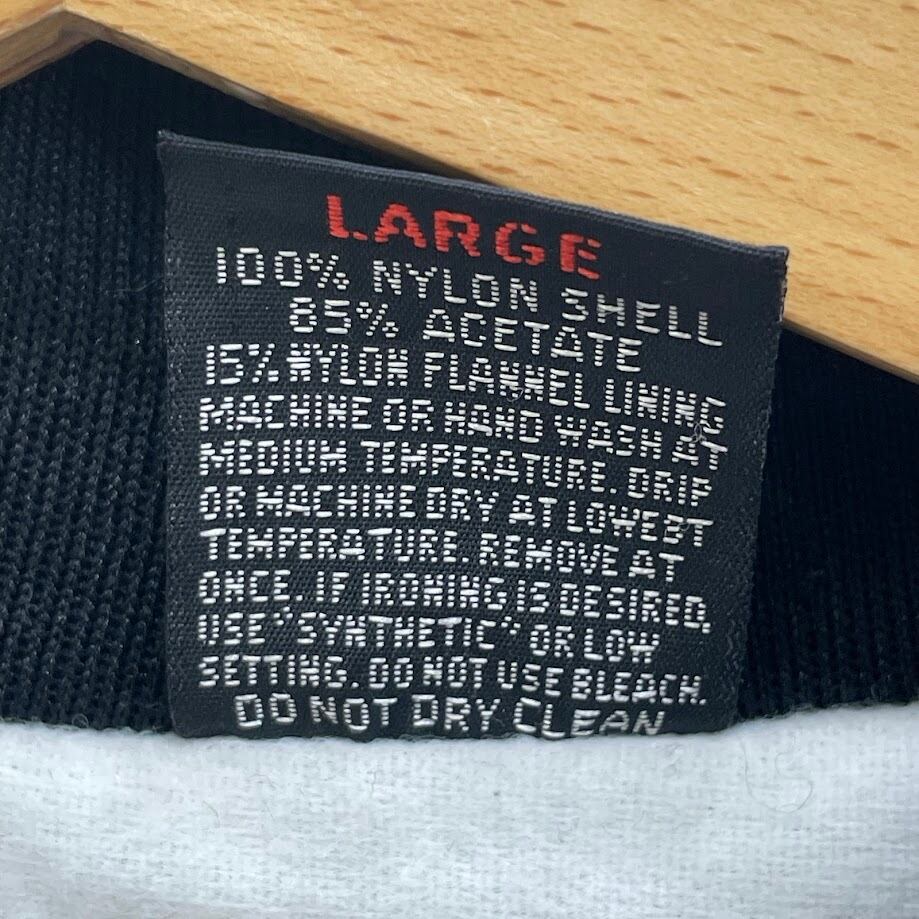 LARGE
100% NYLON SHELL
85% ACETATE
15% NYLON FLANNEL LINING
MACHINE OR HAND WASH AT
MEDIUM TEMPERATURE. DRIP
OR MACHINE DRY AT LOWEBT
TEMPERATURE. REMOVE AT
ONCE. IF IRONING IS DESIRED,
USE "SYNTHETIC" OR LOW
SETTING. DO NOT USE BLEACH.
DO NOT DRY CLEAN